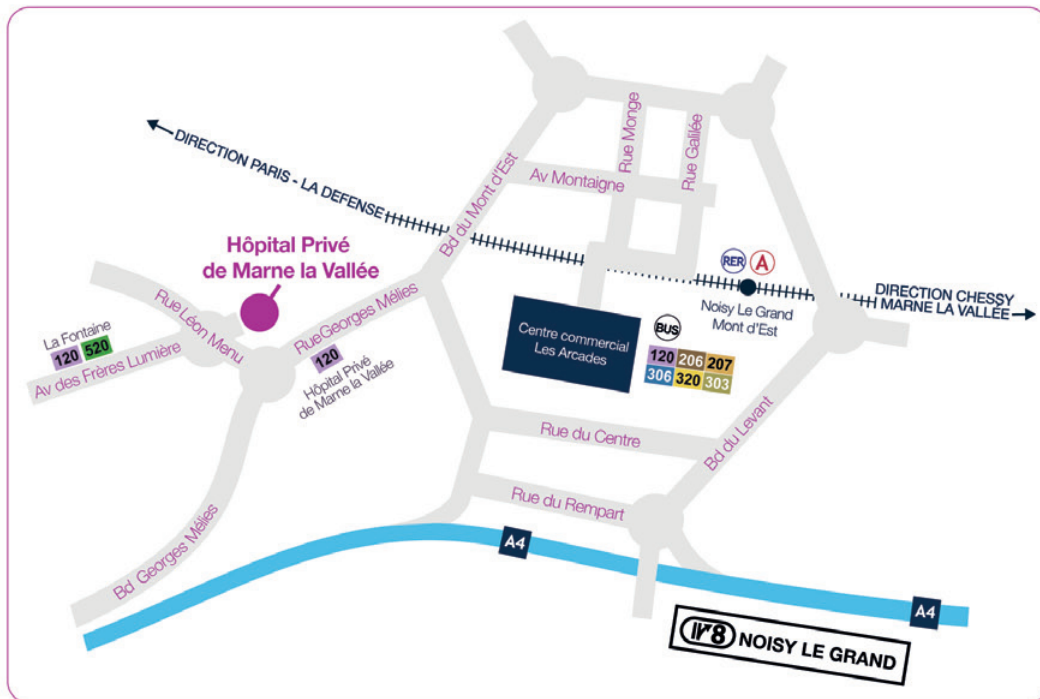 DIRECTION PARIS - LA DEFENSE
Bd du Mont d'Est
Rue Monge
Rue Galilée
Av Montaigne
Hôpital Privé
de Marne la Vallée
RER A
Noisy Le Grand
Mont d'Est
DIRECTION CHESSY
MARNE LA VALLÉE
Rue Léon Menu
RueGeorges Mélies
La Fontaine
120 520
Av des Frères Lumière
120
Hôpital Privé
de Marne la Vallée
Centre commercial
Les Arcades
BUS
120 206 207
306 320 303
Rue du Centre
Bd du Levant
Rue du Rempart
Bd Georges Mélies
A4
A4
8 NOISY LE GRAND